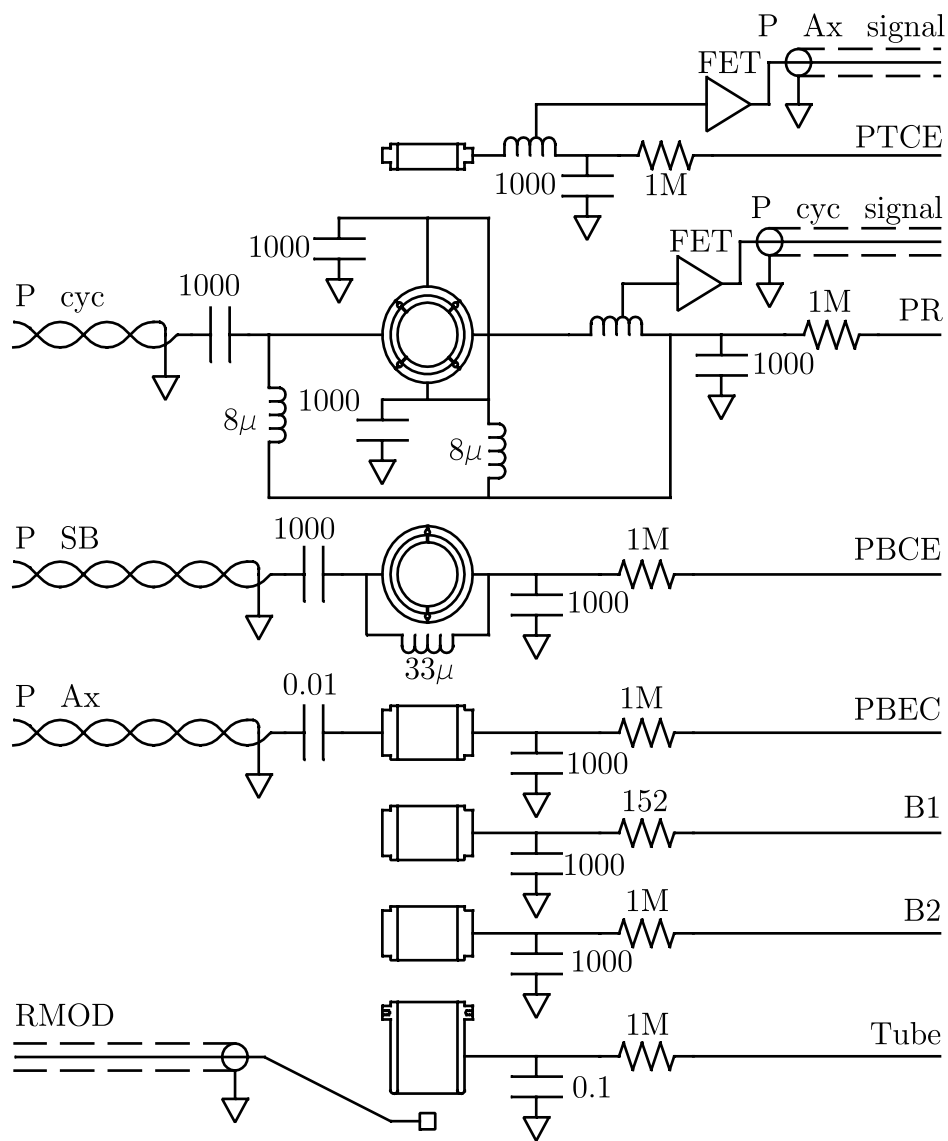 P Ax signal
FET
PTCE
1000
1M
P cyc signal
FET
1000
P cyc
1000
1M
PR
1000
8μ
1000
8μ
P SB
1000
1M
PBCE
1000
33μ
P Ax
0.01
1M
PBEC
1000
152
B1
1000
1M
B2
1000
RMOD
1M
Tube
0.1